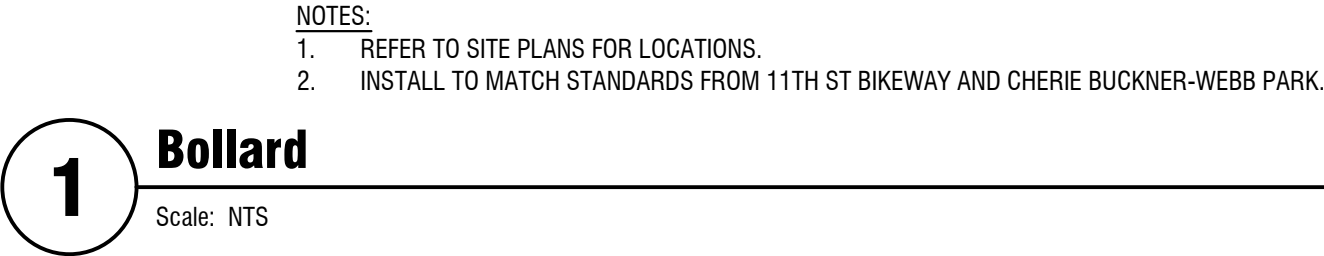 NOTES:
1. REFER TO SITE PLANS FOR LOCATIONS.
2. INSTALL TO MATCH STANDARDS FROM 11TH ST BIKEWAY AND CHERIE BUCKNER-WEBB PARK.
1 Bollard
Scale: NTS